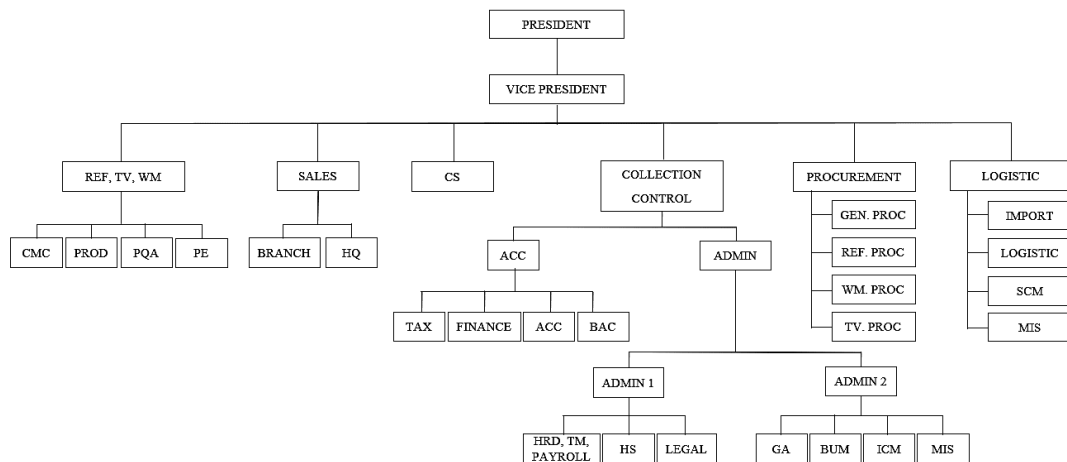 PRESIDENT
VICE PRESIDENT
REF, TV, WM
SALES
CS
COLLECTION
CONTROL
PROCUREMENT
LOGISTIC
CMC
PROD
PQA
PE
BRANCH
HQ
ACC
ADMIN
GEN. PROC
REF. PROC
WM. PROC
TV. PROC
IMPORT
LOGISTIC
SCM
MIS
TAX
FINANCE
ACC
BAC
ADMIN 1
ADMIN 2
HRD, TM,
PAYROLL
HS
LEGAL
GA
BUM
ICM
MIS